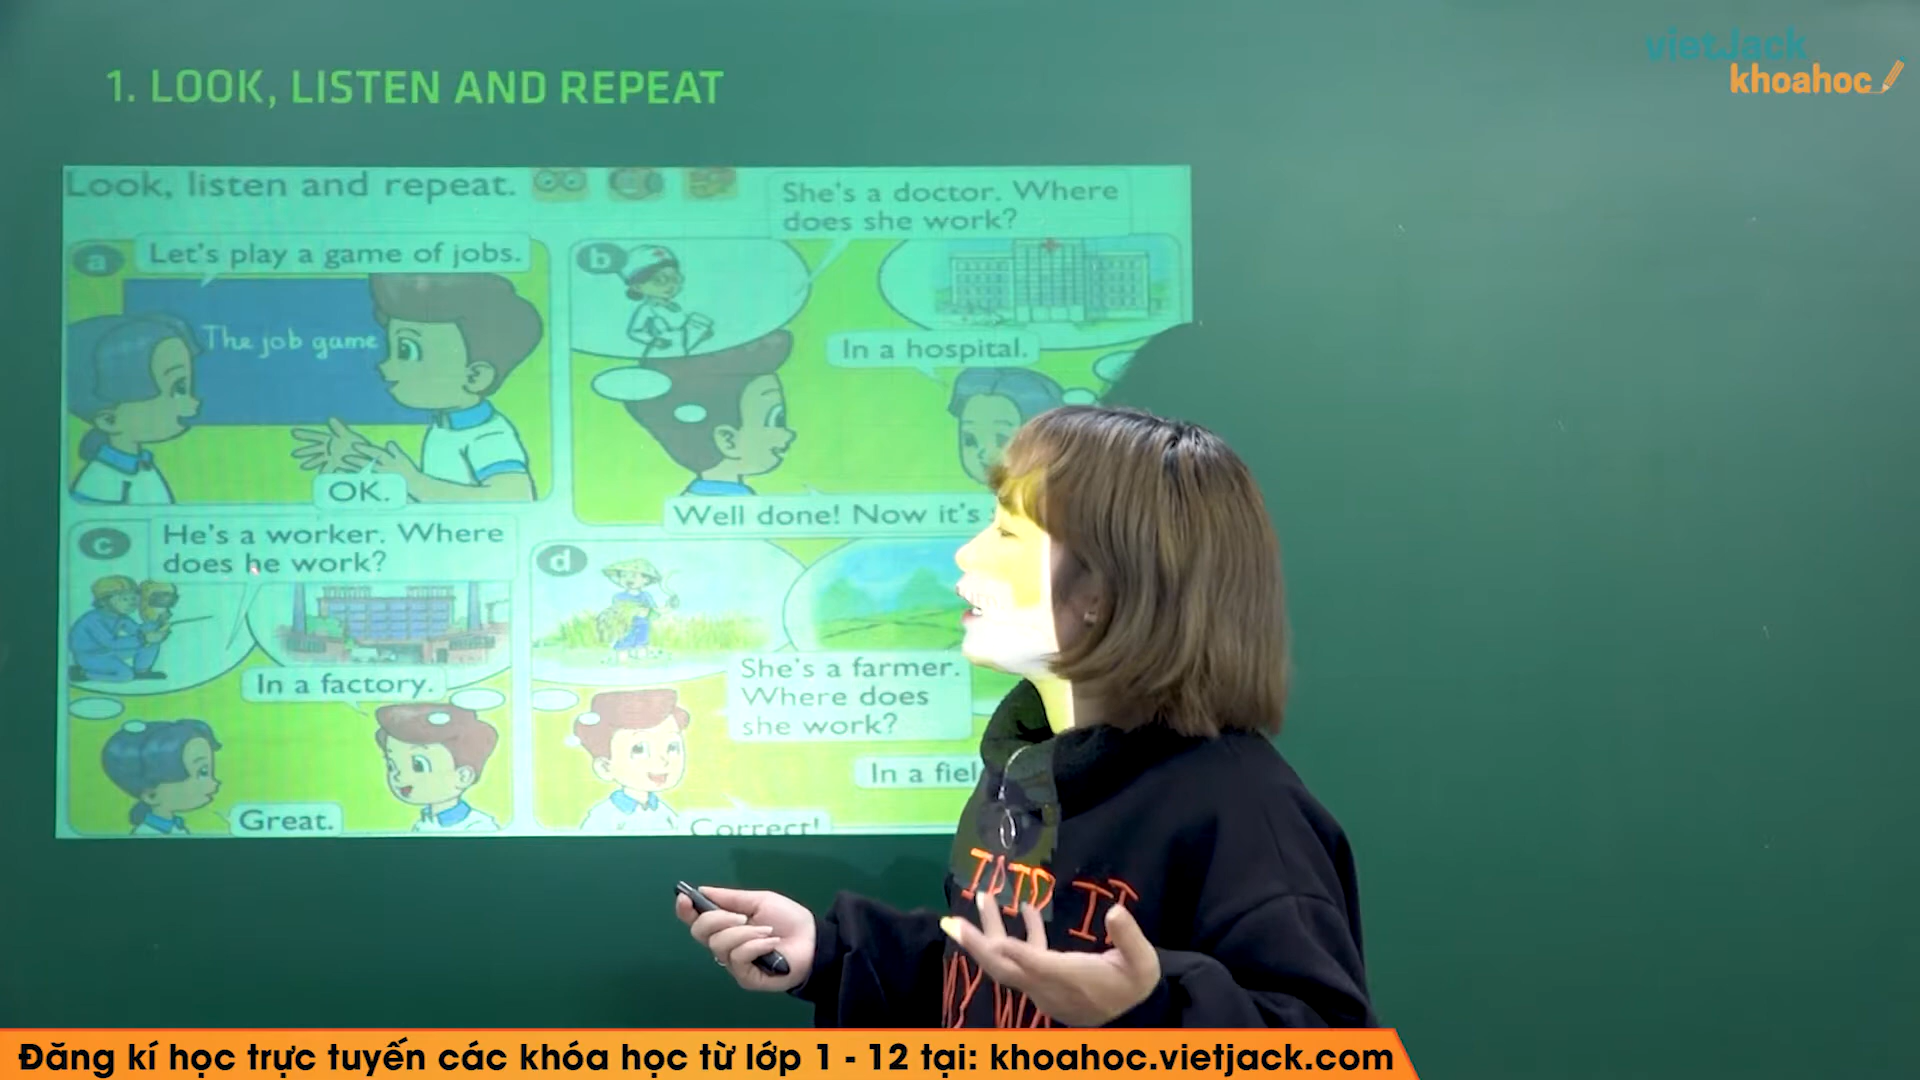 vietJack
khoahoc
1. LOOK, LISTEN AND REPEAT
Look, listen and repeat.
a
Let's play a game of jobs.
The job game
OK.
b
She's a doctor. Where
does she work?
In a hospital.
Well done! Now it's
c
He's a worker. Where
does he work?
In a factory.
Great.
d
She's a farmer.
Where does
she work?
In a
Correct!
MY
Đăng kí học trực tuyến các khóa học từ lớp 1 - 12 tại: khoahoc.vietjack.com